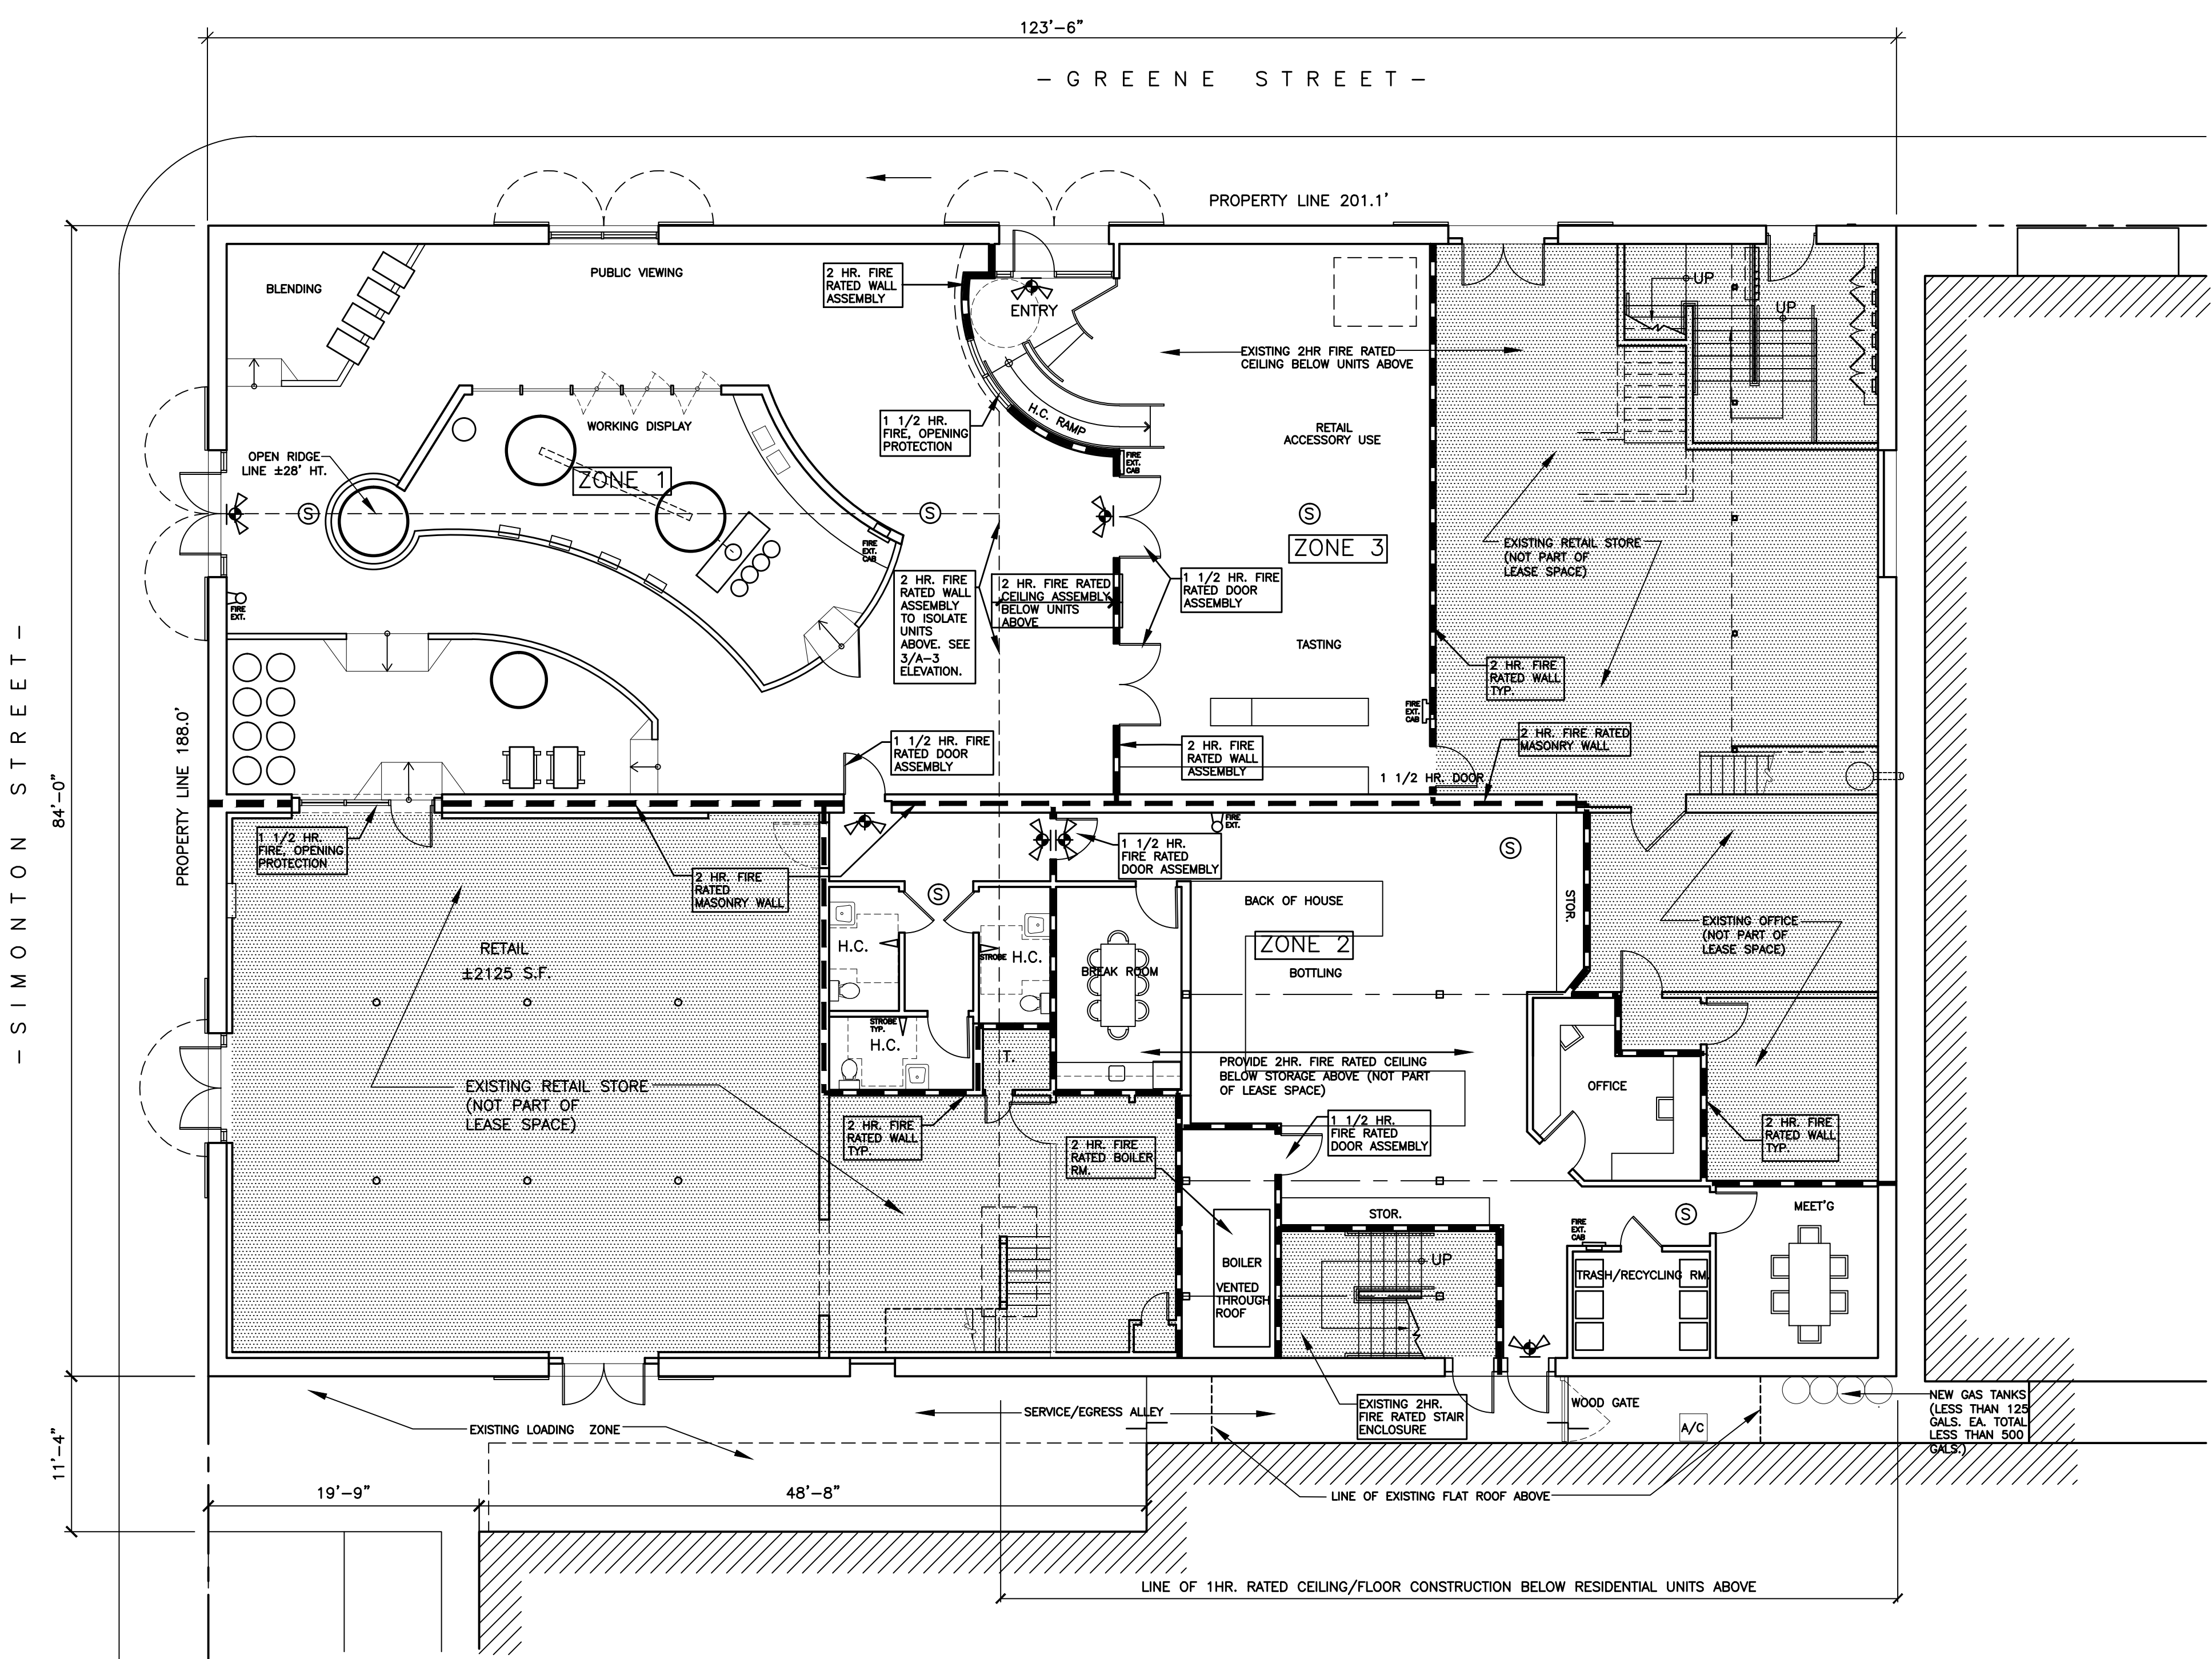 123'-6"
- GREENE STREET -
PROPERTY LINE 201.1'
BLENDING
PUBLIC VIEWING
2 HR. FIRE
RATED WALL
ASSEMBLY
ENTRY
UP
UP
EXISTING 2HR FIRE RATED
CEILING BELOW UNITS ABOVE
H.C. RAMP
1 1/2 HR.
FIRE, OPENING
PROTECTION
WORKING DISPLAY
RETAIL
ACCESSORY USE
OPEN RIDGE
LINE ±28' HT.
ZONE 1
FIRE
EXT.
CAB
S
S
S
ZONE 3
FIRE
EXT.
CAB
EXISTING RETAIL STORE
(NOT PART OF
LEASE SPACE)
2 HR. FIRE
RATED WALL
ASSEMBLY
TO ISOLATE
UNITS
ABOVE. SEE
3/A-3
ELEVATION.
2 HR. FIRE RATED
CEILING ASSEMBLY
BELOW UNITS
ABOVE
1 1/2 HR. FIRE
RATED DOOR
ASSEMBLY
FIRE
EXT.
TASTING
2 HR. FIRE
RATED WALL
TYP.
FIRE
EXT.
CAB
- SIMONTON STREET -
84'-0"
PROPERTY LINE 188.0'
1 1/2 HR. FIRE
RATED DOOR
ASSEMBLY
2 HR. FIRE
RATED WALL
ASSEMBLY
2 HR. FIRE RATED
MASONRY WALL
1 1/2 HR. DOOR
1 1/2 HR.
FIRE, OPENING
PROTECTION
2 HR. FIRE
RATED
MASONRY WALL
1 1/2 HR.
FIRE RATED
DOOR ASSEMBLY
FIRE
EXT.
S
S
STOR.
BACK OF HOUSE
ZONE 2
BOTTLING
EXISTING OFFICE
(NOT PART OF
LEASE SPACE)
RETAIL
±2125 S.F.
H.C.
STROBE
H.C.
BREAK ROOM
STROBE
TYP.
H.C.
T.
PROVIDE 2HR. FIRE RATED CEILING
BELOW STORAGE ABOVE (NOT PART
OF LEASE SPACE)
OFFICE
EXISTING RETAIL STORE
(NOT PART OF
LEASE SPACE)
2 HR. FIRE
RATED WALL
TYP.
2 HR. FIRE
RATED BOILER
RM.
1 1/2 HR.
FIRE RATED
DOOR ASSEMBLY
2 HR. FIRE
RATED WALL
TYP.
STOR.
S
MEET'G
FIRE
EXT.
CAB
BOILER
VENTED
THROUGH
ROOF
UP
TRASH/RECYCLING RM.
EXISTING LOADING ZONE
SERVICE/EGRESS ALLEY
EXISTING 2HR.
FIRE RATED STAIR
ENCLOSURE
WOOD GATE
A/C
NEW GAS TANKS
(LESS THAN 125
GALS. EA. TOTAL
LESS THAN 500
GALS.)
11'-4"
19'-9"
48'-8"
LINE OF EXISTING FLAT ROOF ABOVE
LINE OF 1HR. RATED CEILING/FLOOR CONSTRUCTION BELOW RESIDENTIAL UNITS ABOVE